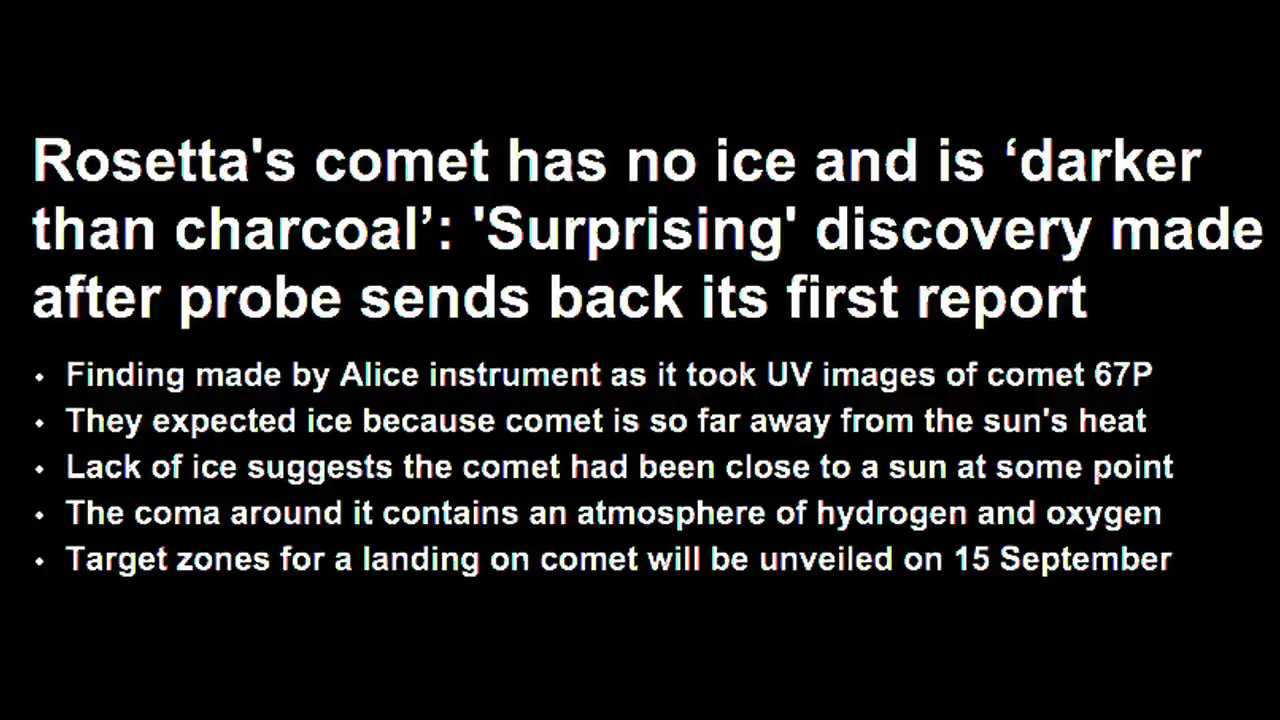 Rosetta's comet has no ice and is ‘darker
than charcoal’: 'Surprising' discovery made
after probe sends back its first report
• Finding made by Alice instrument as it took UV images of comet 67P
• They expected ice because comet is so far away from the sun's heat
• Lack of ice suggests the comet had been close to a sun at some point
• The coma around it contains an atmosphere of hydrogen and oxygen
• Target zones for a landing on comet will be unveiled on 15 September